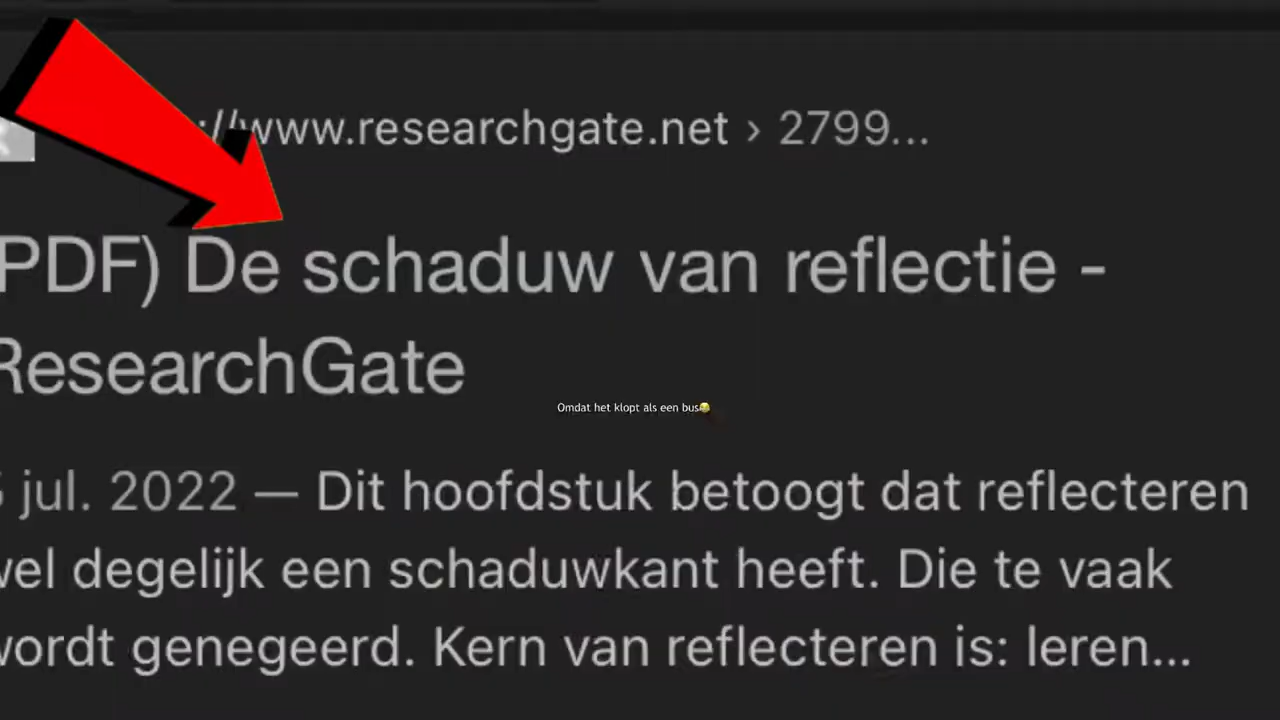 ://www.researchgate.net › 2799...
PDF) De schaduw van reflectie -
ResearchGate
Omdat het klopt als een bus😂
jul. 2022 — Dit hoofdstuk betoogt dat reflecteren
wel degelijk een schaduwkant heeft. Die te vaak
wordt genegeerd. Kern van reflecteren is: leren...